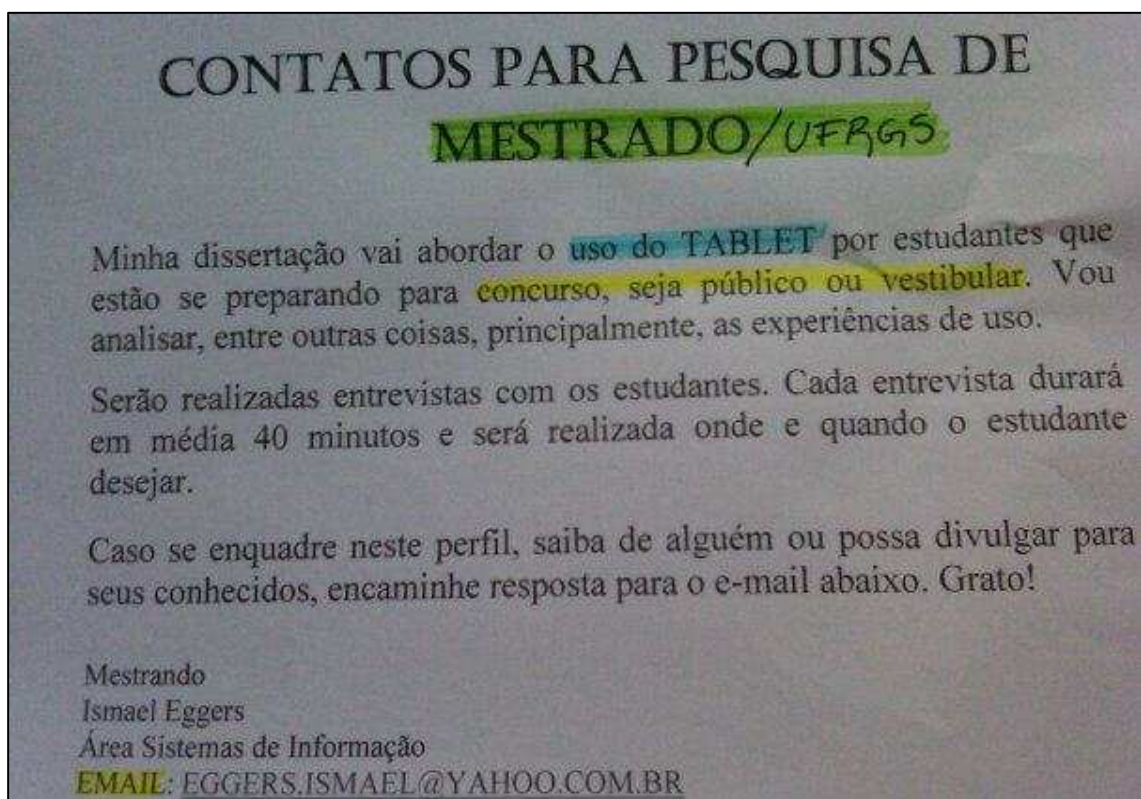 CONTATOS PARA PESQUISA DE
MESTRADO/UFRGS
Minha dissertação vai abordar o uso do TABLET por estudantes que
estão se preparando para concurso, seja público ou vestibular. Vou
analisar, entre outras coisas, principalmente, as experiências de uso.
Serão realizadas entrevistas com os estudantes. Cada entrevista durará
em média 40 minutos e será realizada onde e quando o estudante
desejar.
Caso se enquadre neste perfil, saiba de alguém ou possa divulgar para
seus conhecidos, encaminhe resposta para o e-mail abaixo. Grato!
Mestrando
Ismael Eggers
Área Sistemas de Informação
EMAIL: EGGERS.ISMAEL@YAHOO.COM.BR